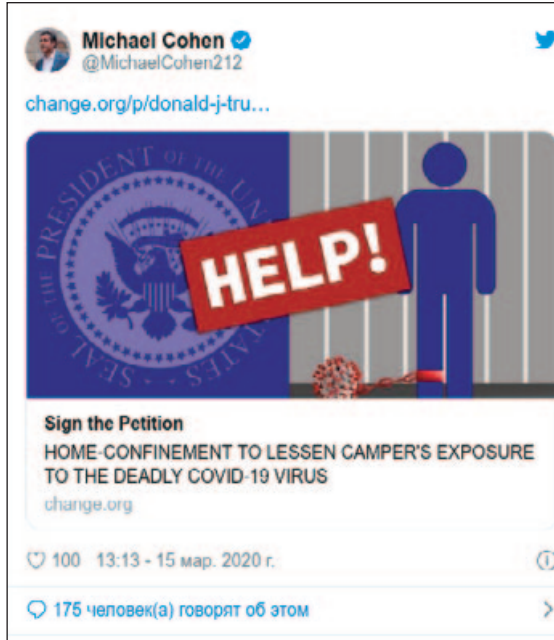 Michael Cohen
@MichaelCohen212
change.org/p/donald-j-tru…
SEAL OF THE PRESIDENT OF THE UNITED STATES
HELP!
Sign the Petition
HOME-CONFINEMENT TO LESSEN CAMPER'S EXPOSURE
TO THE DEADLY COVID-19 VIRUS
change.org
100 13:13 - 15 мар. 2020 г.
175 человек(а) говорят об этом